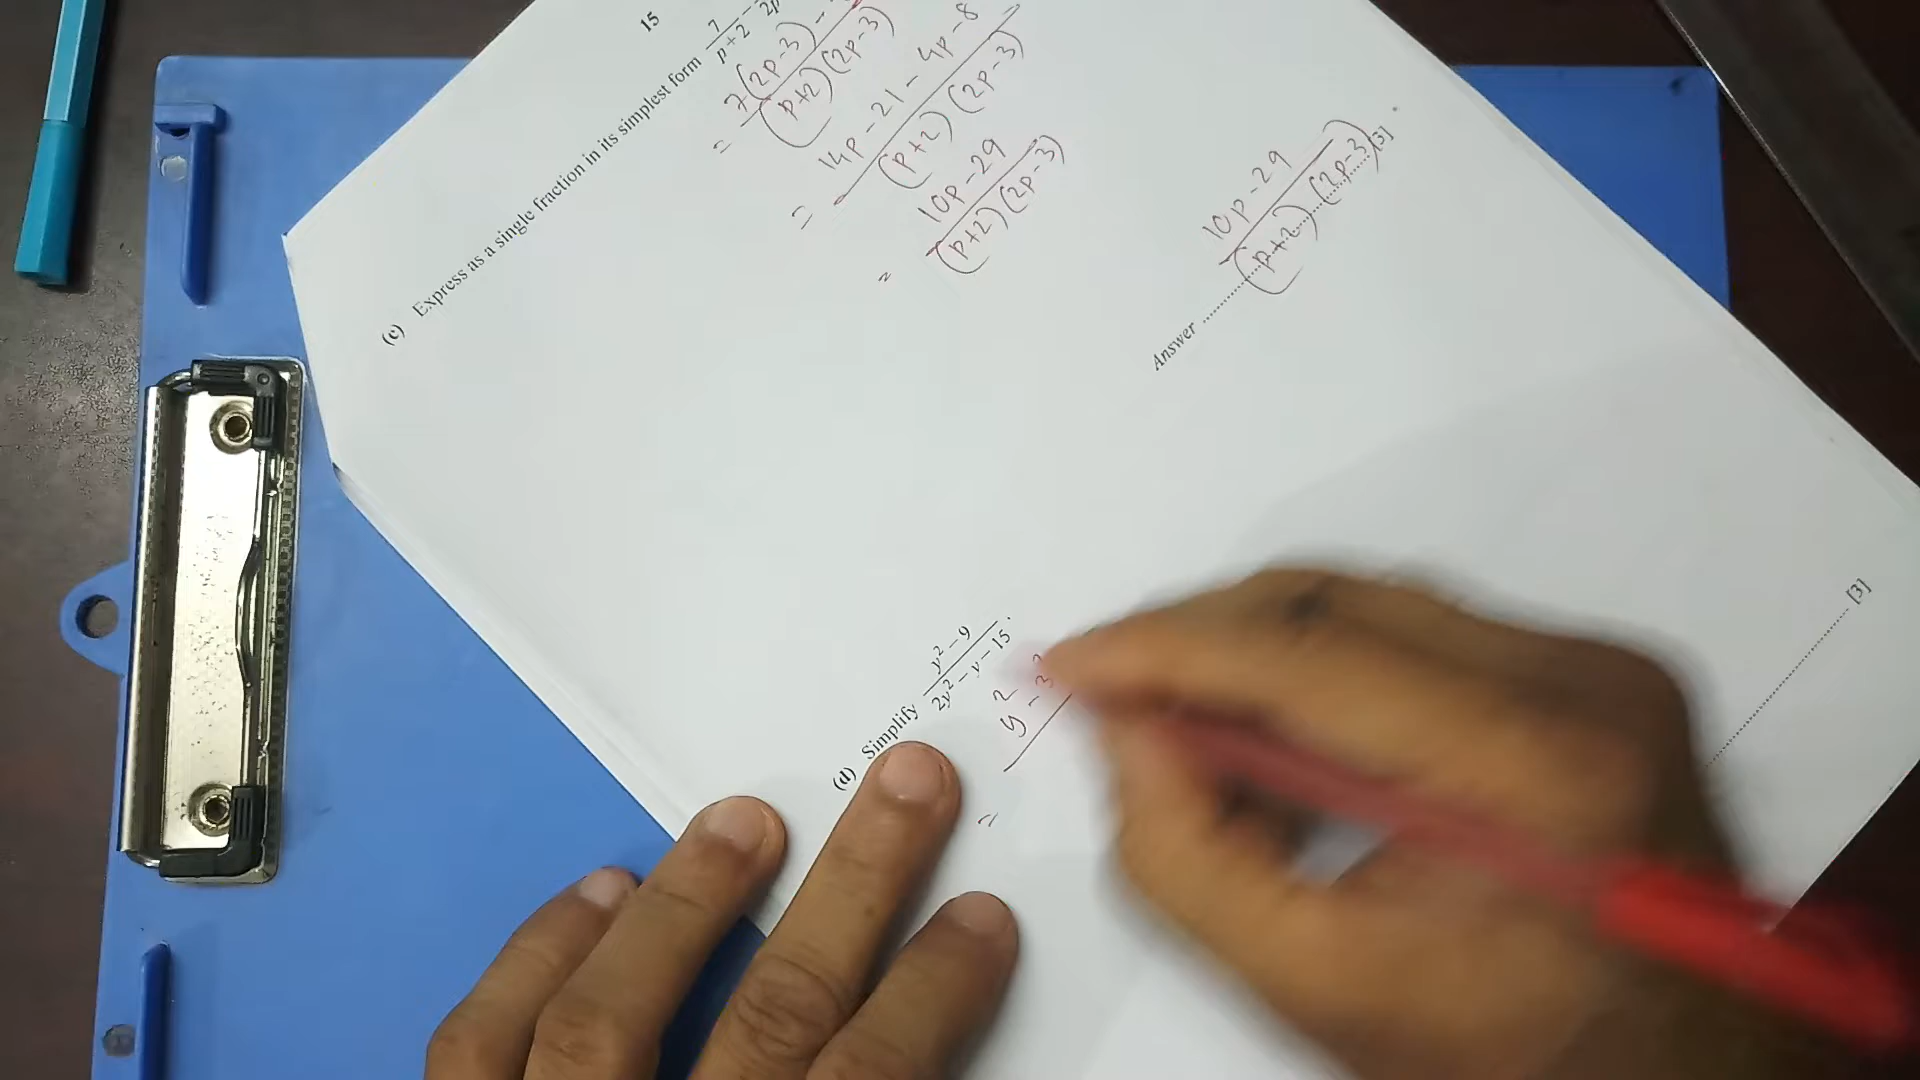 15
(c) Express as a single fraction in its simplest form 7/(p+2) − 2p
= 7(2p−3) − / (p+2)(2p−3)
= 14p − 21 − 4p − 8 / (p+2)(2p−3)
= 10p − 29 / (p+2)(2p−3)
10p − 29 / (p+2)(2p−3)
Answer .......... [3]
(d) Simplify y² − 9 / 2y² − y − 15 .
= y² − 3²
.......... [3]